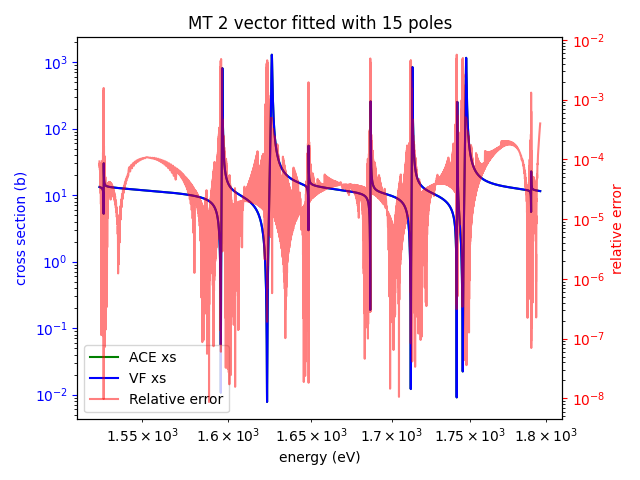 MT 2 vector fitted with 15 poles
cross section (b)
10³
10²
10¹
10⁰
10⁻¹
10⁻²
10⁻²
10⁻³
10⁻⁴
10⁻⁵
10⁻⁶
10⁻⁷
10⁻⁸
relative error
ACE xs
VF xs
Relative error
1.55 × 10³ 1.6 × 10³ 1.65 × 10³ 1.7 × 10³ 1.75 × 10³ 1.8 × 10³
energy (eV)